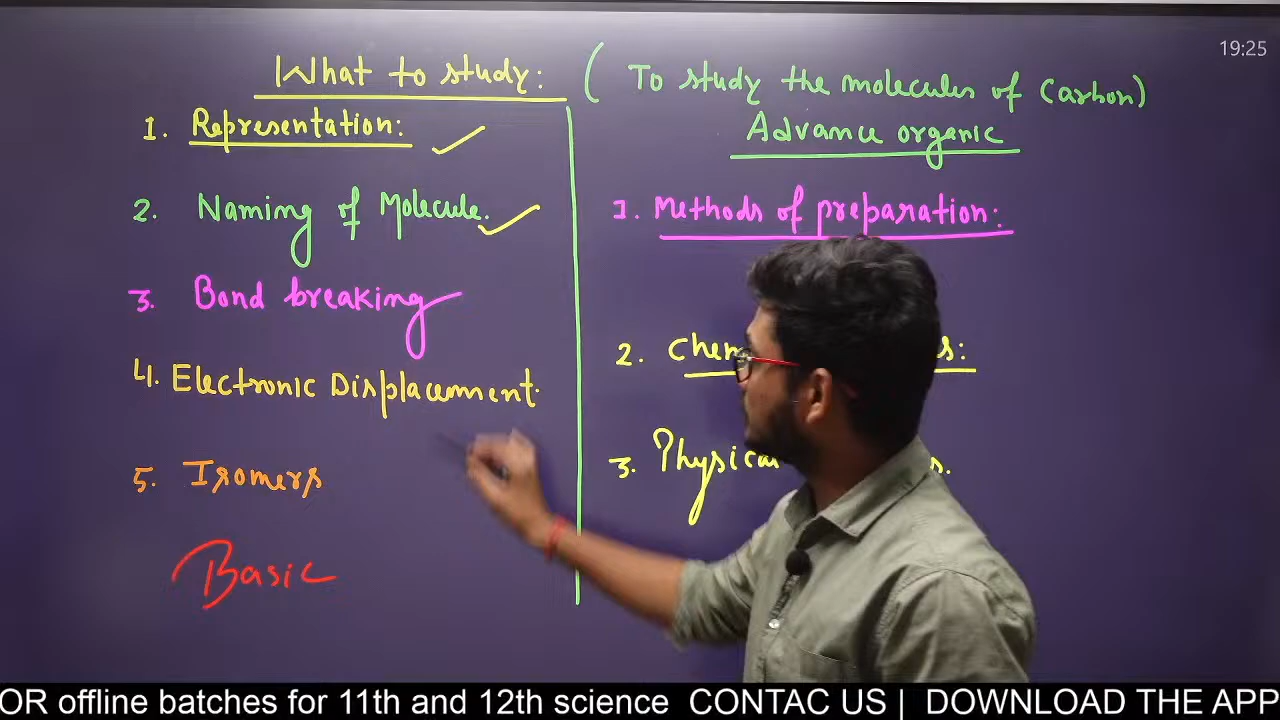 19:25
What to study: ( To study the molecules of Carbon)
1. Representation:
2. Naming of Molecule.
3. Bond breaking
4. Electronic Displacement.
5. Isomers
Basic
Advance organic
1. Methods of preparation:
2.
3. Physical
OR offline batches for 11th and 12th science CONTAC US | DOWNLOAD THE APP